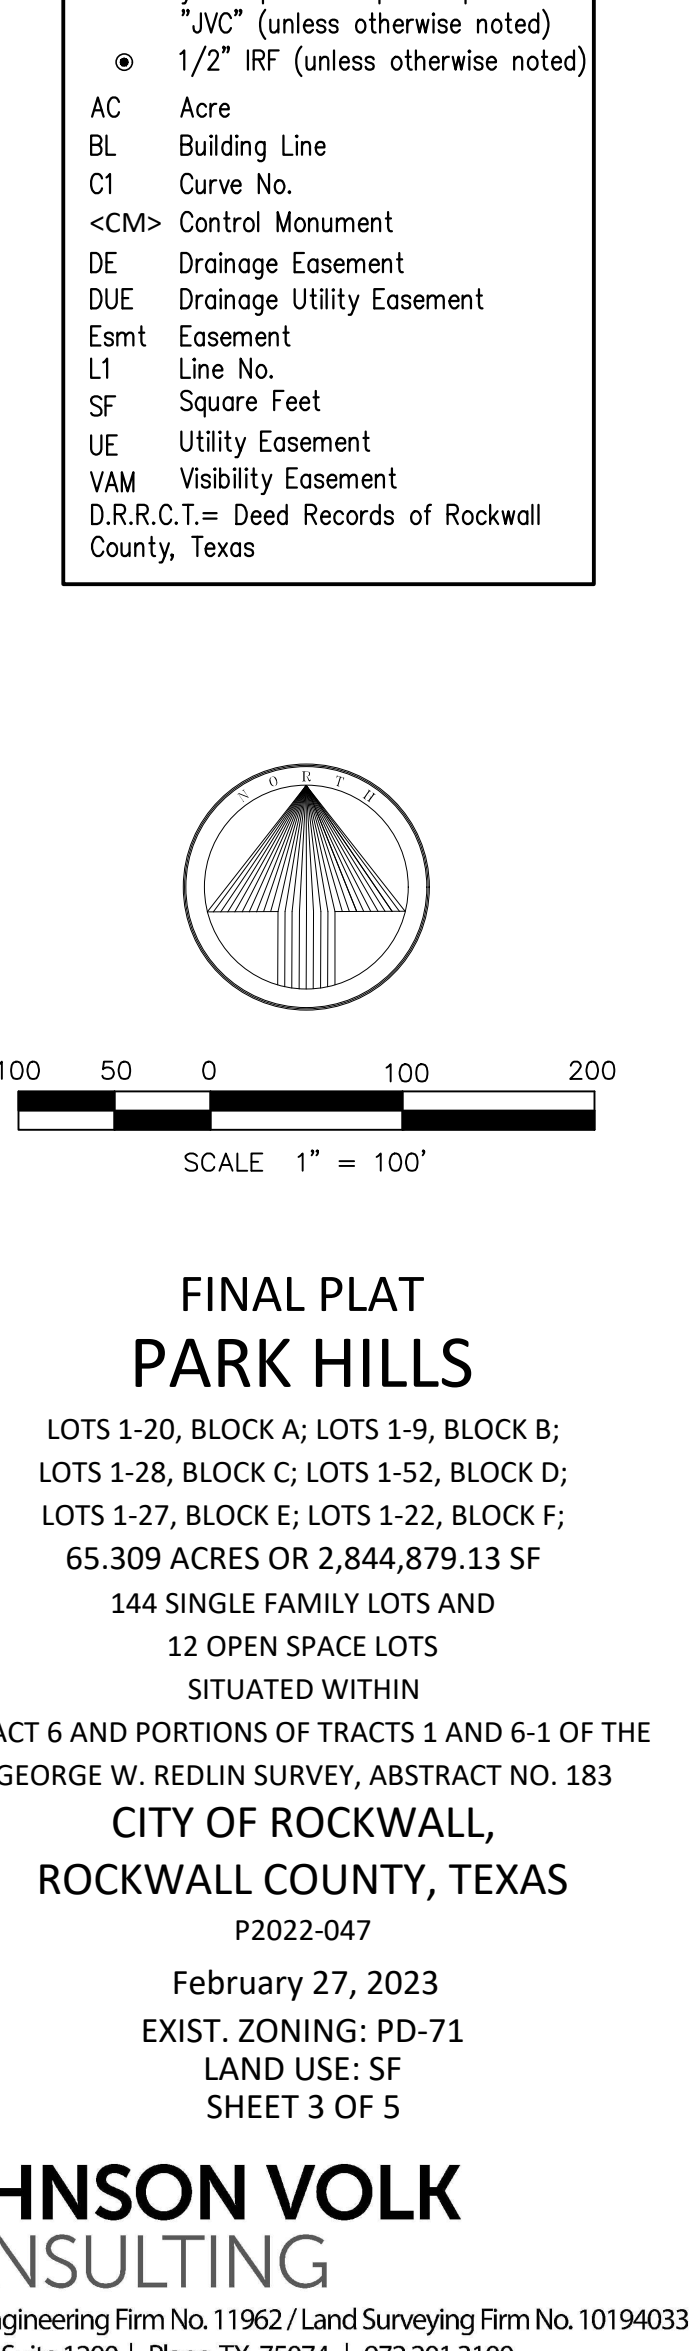 "JVC" (unless otherwise noted)
1/2" IRF (unless otherwise noted)
AC Acre
BL Building Line
C1 Curve No.
<CM> Control Monument
DE Drainage Easement
DUE Drainage Utility Easement
Esmt Easement
L1 Line No.
SF Square Feet
UE Utility Easement
VAM Visibility Easement
D.R.R.C.T.= Deed Records of Rockwall
County, Texas
NORTH
100 50 0 100 200
SCALE 1" = 100'
FINAL PLAT
PARK HILLS
LOTS 1-20, BLOCK A; LOTS 1-9, BLOCK B;
LOTS 1-28, BLOCK C; LOTS 1-52, BLOCK D;
LOTS 1-27, BLOCK E; LOTS 1-22, BLOCK F;
65.309 ACRES OR 2,844,879.13 SF
144 SINGLE FAMILY LOTS AND
12 OPEN SPACE LOTS
SITUATED WITHIN
ACT 6 AND PORTIONS OF TRACTS 1 AND 6-1 OF THE
GEORGE W. REDLIN SURVEY, ABSTRACT NO. 183
CITY OF ROCKWALL,
ROCKWALL COUNTY, TEXAS
P2022-047
February 27, 2023
EXIST. ZONING: PD-71
LAND USE: SF
SHEET 3 OF 5
HNSON VOLK
NSULTING
gineering Firm No. 11962 / Land Surveying Firm No. 10194033